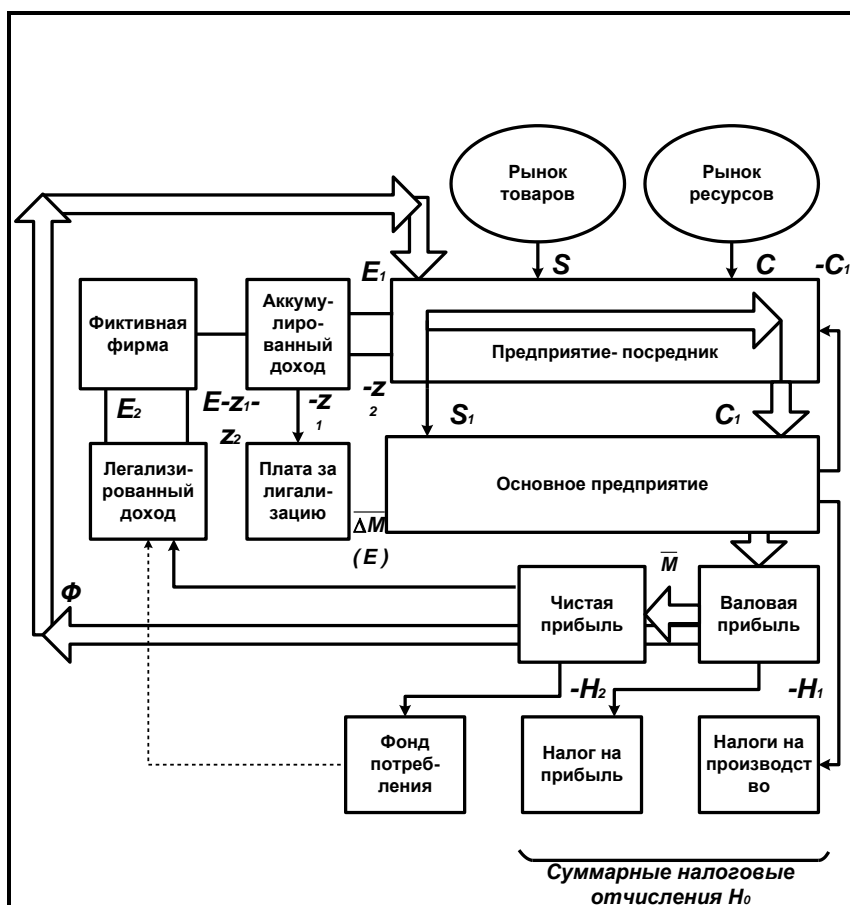 Рынок
товаров
Рынок
ресурсов
S
C
-C₁
E₁
Фиктивная
фирма
Аккуму-
лиро-
ванный
доход
Предприятие- посредник
E₂
E-z₁-
z₂
-z
₁
-z
₂
S₁
C₁
Легализи-
рованный
доход
Плата за
лигали-
зацию
Основное предприятие
ΔM
(E)
M
Ф
Чистая
прибыль
Валовая
прибыль
-H₂
-H₁
Фонд
потреб-
ления
Налог на
прибыль
Налоги на
производст
во
Суммарные налоговые
отчисления H₀